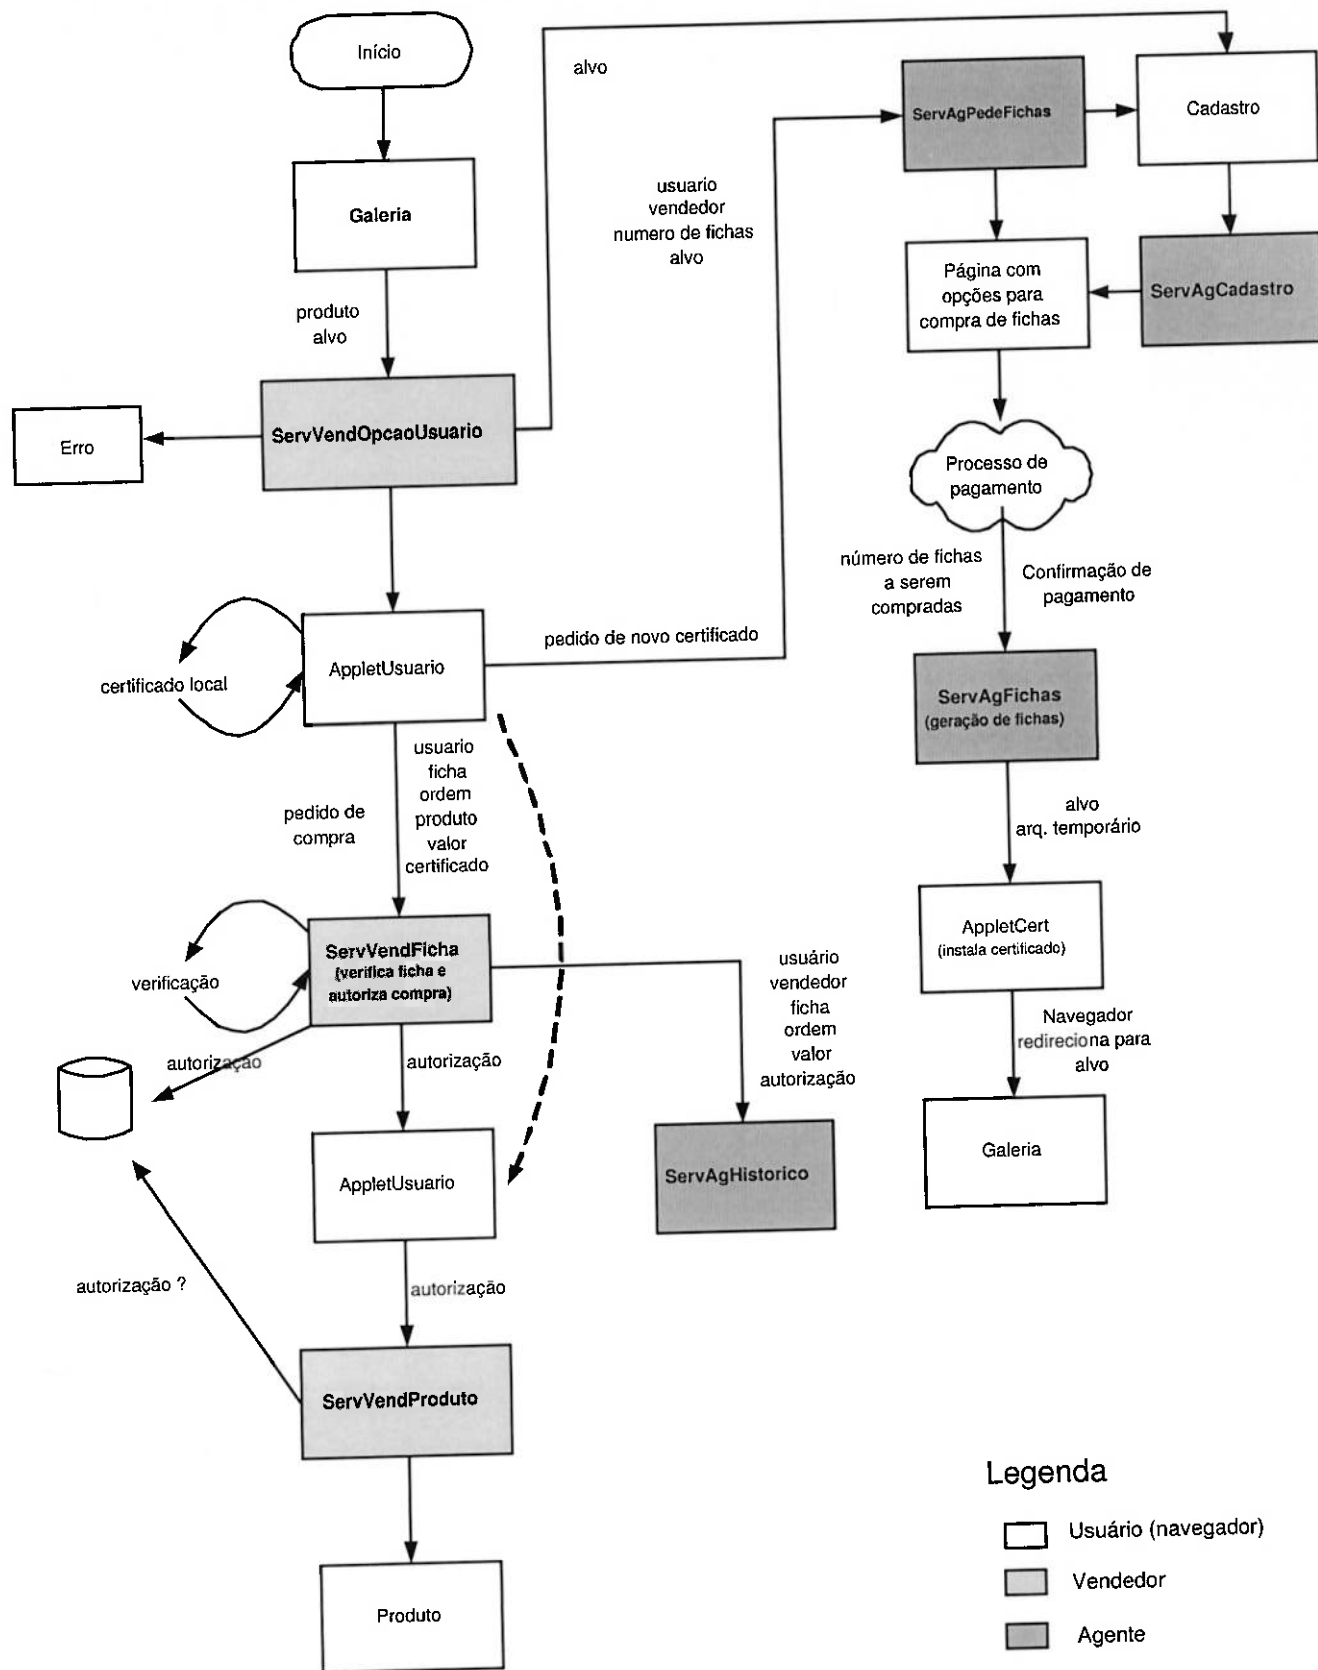 Início
alvo
ServAgPedeFichas
Cadastro
Galeria
usuario
vendedor
numero de fichas
alvo
produto
alvo
Página com
opções para
compra de fichas
ServAgCadastro
Erro
ServVendOpcaoUsuario
Processo de
pagamento
número de fichas
a serem
compradas
Confirmação de
pagamento
pedido de novo certificado
certificado local
AppletUsuario
ServAgFichas
(geração de fichas)
pedido de
compra
usuario
ficha
ordem
produto
valor
certificado
alvo
arq. temporário
AppletCert
(instala certificado)
verificação
ServVendFicha
(verifica ficha e
autoriza compra)
usuário
vendedor
ficha
ordem
valor
autorização
Navegador
redireciona para
alvo
autorização
autorização
Galeria
AppletUsuario
ServAgHistorico
autorização ?
autorização
ServVendProduto
Produto
Legenda
Usuário (navegador)
Vendedor
Agente